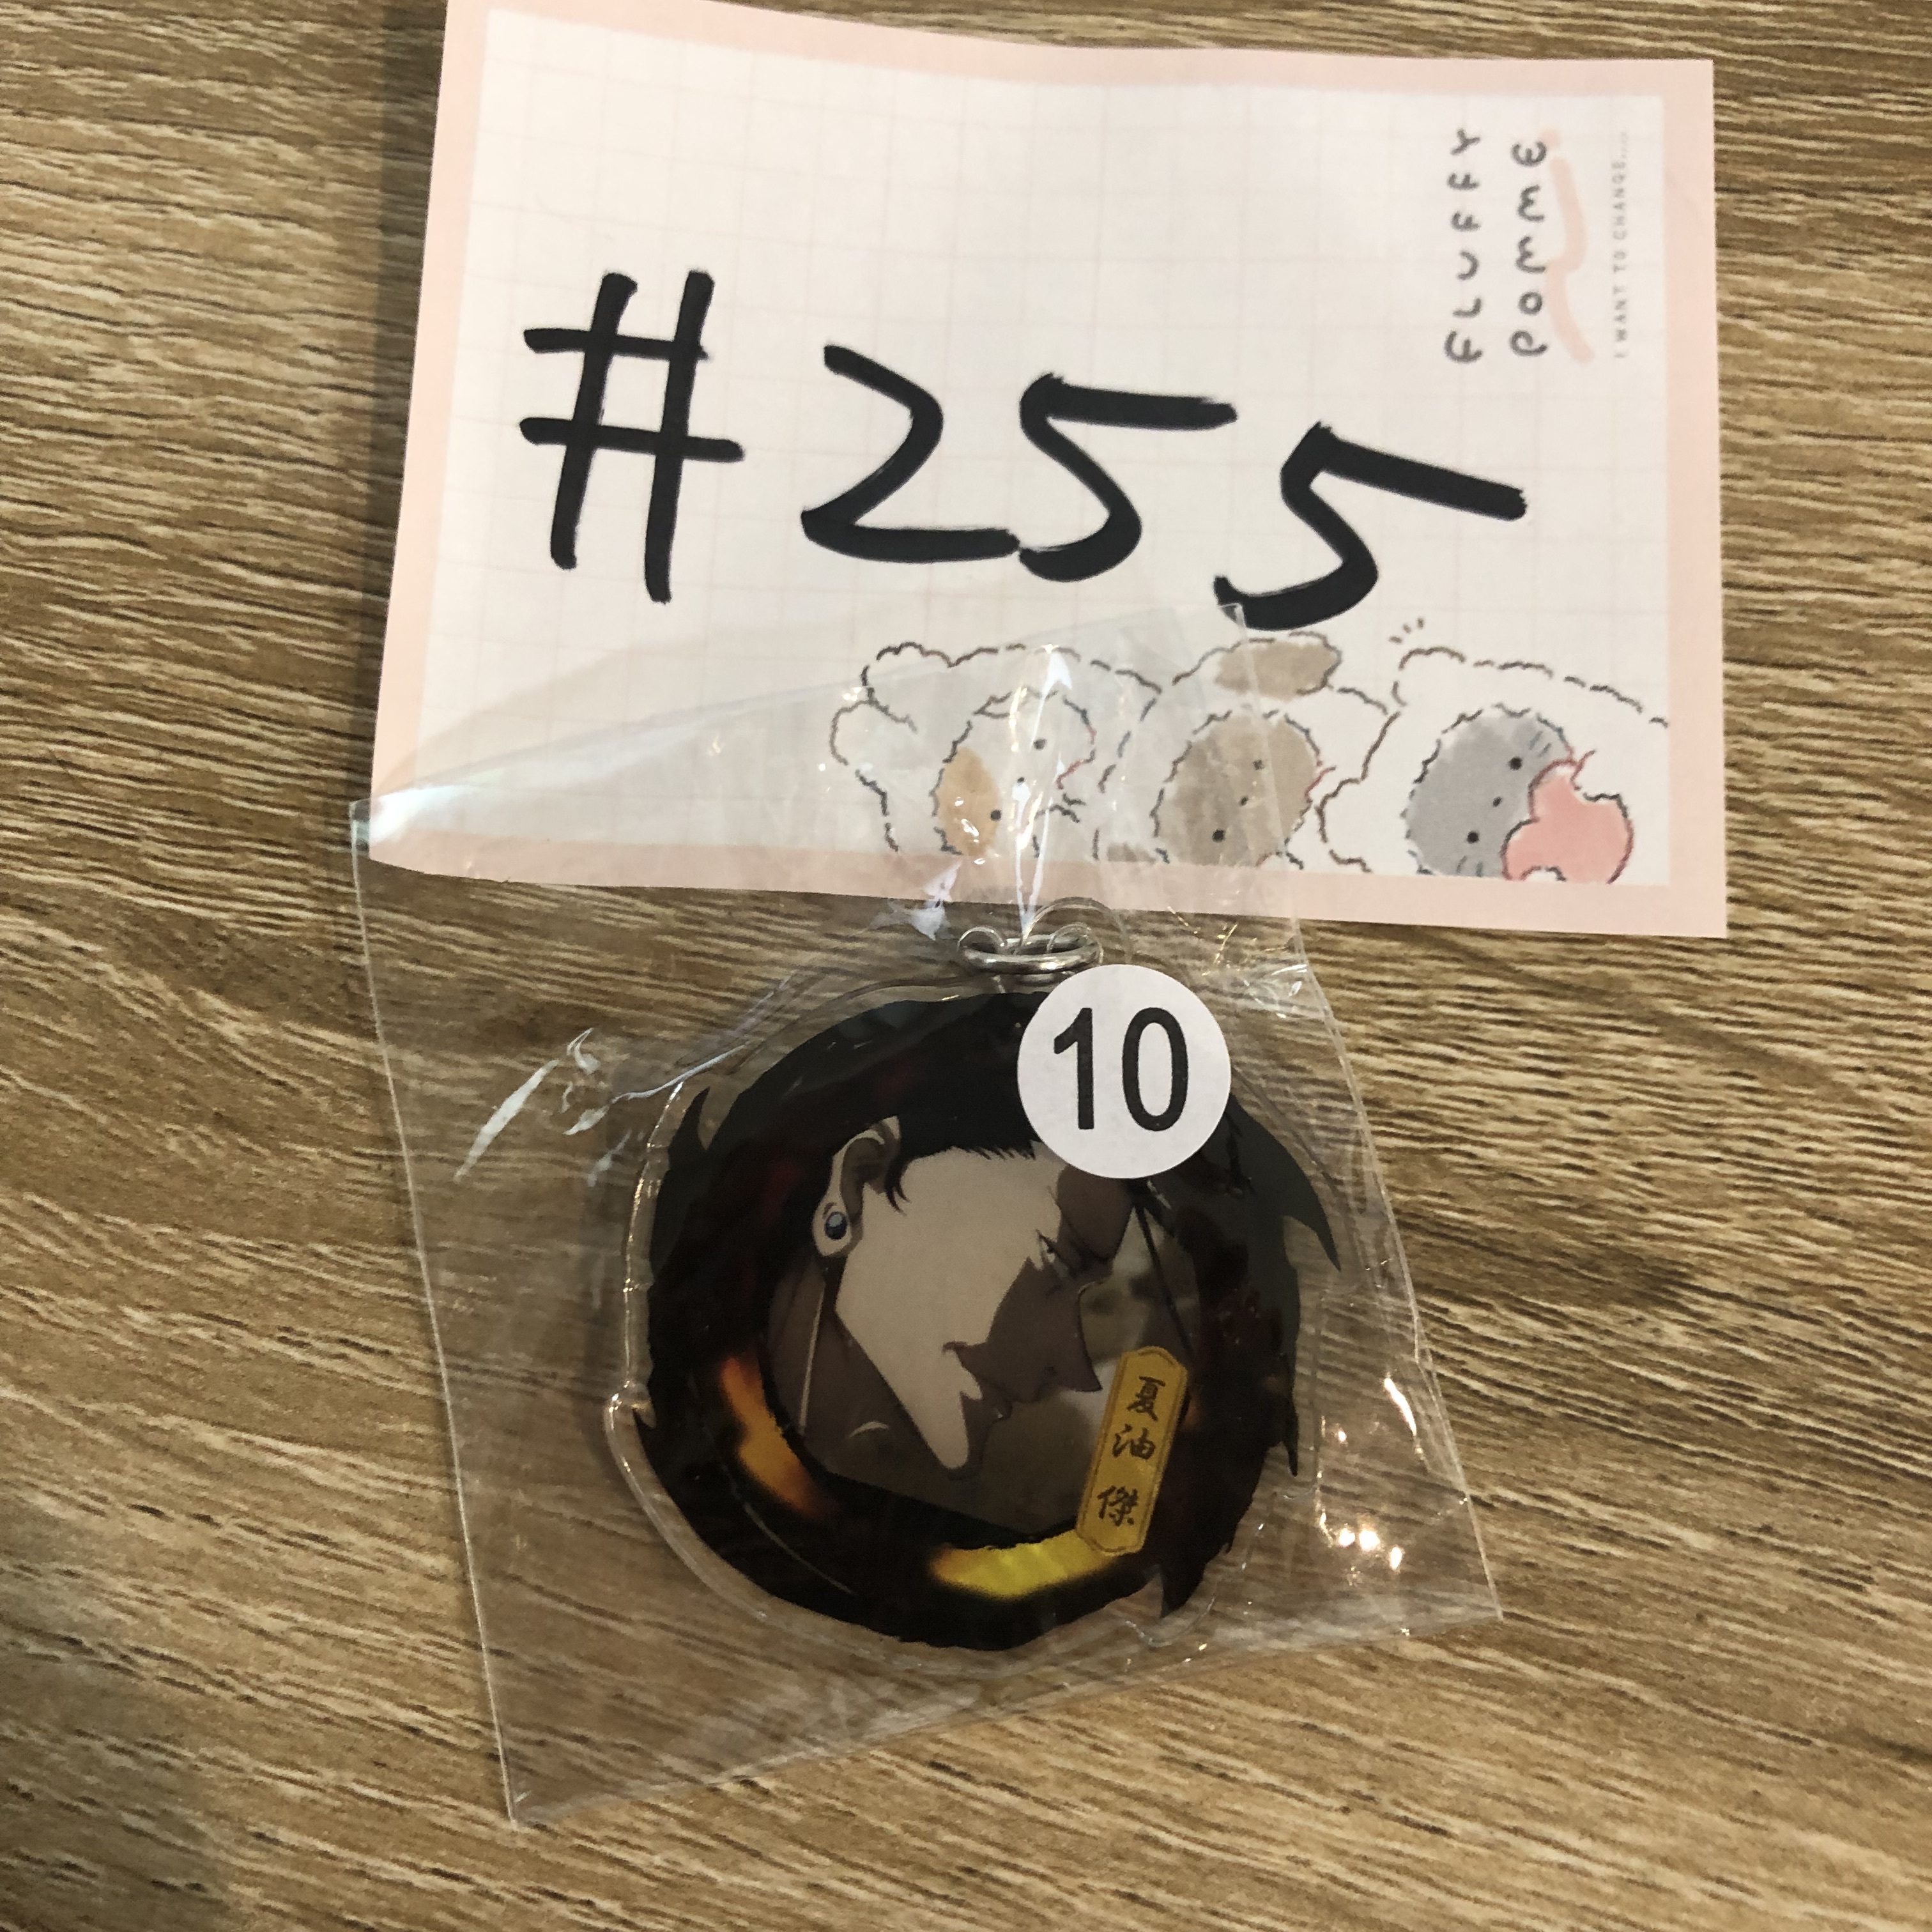 FLUFFY
POMME
I WANT TO CHANGE....
#255
10
夏油傑